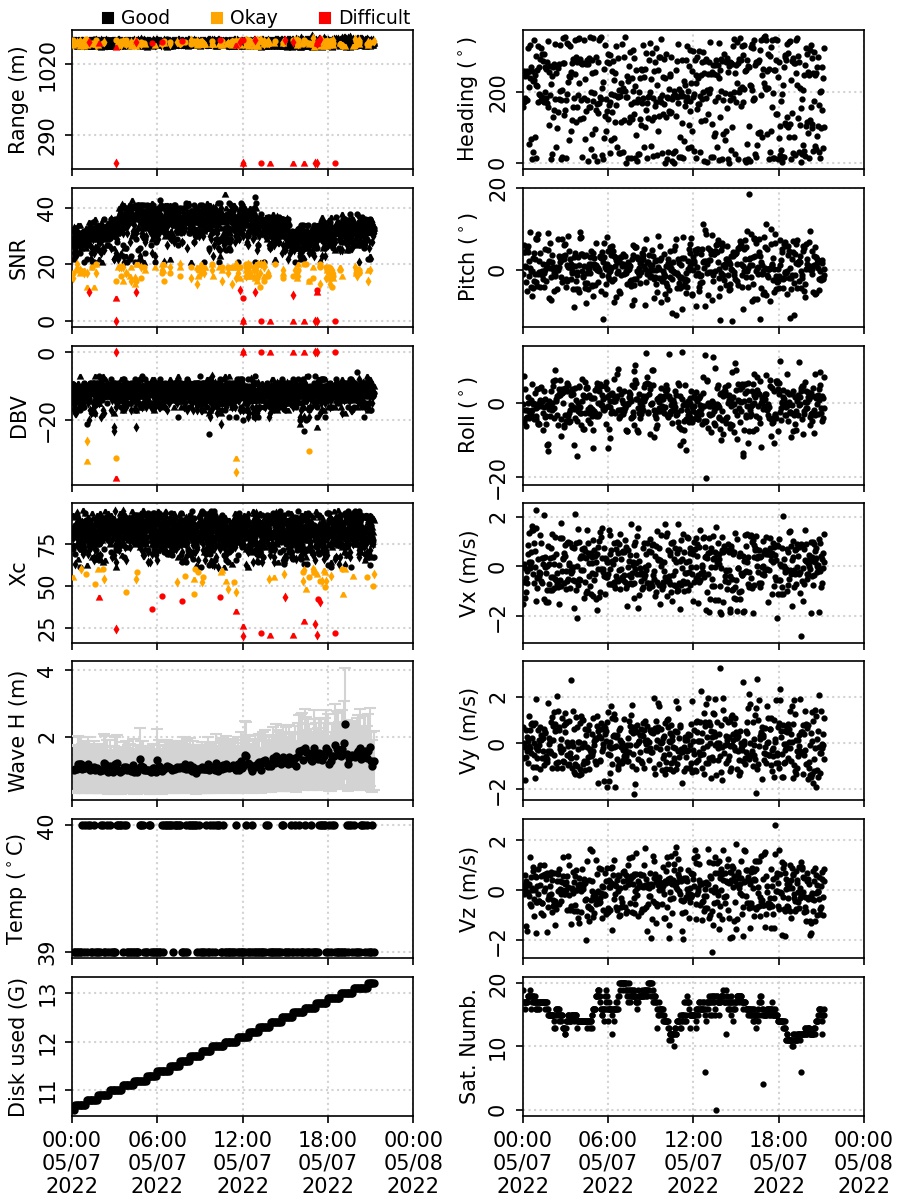 Good Okay Difficult
Range (m)
1020
290
Heading (°)
200
0
SNR
40
20
0
Pitch (°)
20
0
DBV
0
−20
Roll (°)
0
−20
Xc
75
50
25
Vx (m/s)
2
0
−2
Wave H (m)
4
2
Vy (m/s)
2
0
−2
Temp (°C)
40
39
Vz (m/s)
2
0
−2
Disk used (G)
13
12
11
Sat. Numb.
20
10
0
00:00 06:00 12:00 18:00 00:00
05/07 05/07 05/07 05/07 05/08
2022 2022 2022 2022 2022
00:00 06:00 12:00 18:00 00:00
05/07 05/07 05/07 05/07 05/08
2022 2022 2022 2022 2022